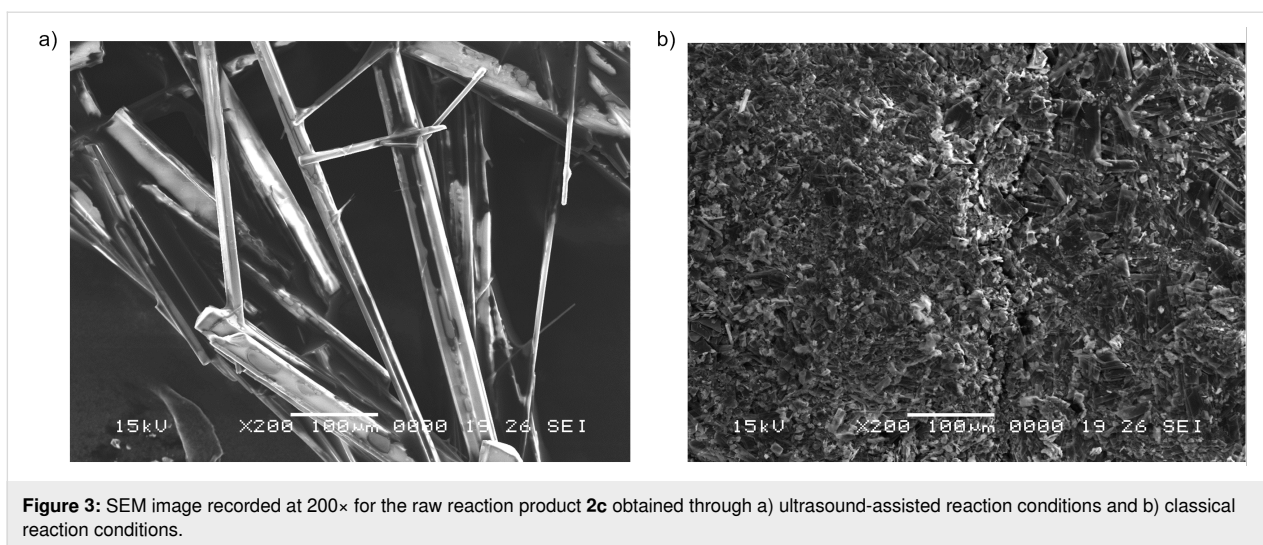 a)
b)
15kV X200 100µm 0000 19 26 SEI
15kV X200 100µm 0000 19 26 SEI
Figure 3: SEM image recorded at 200× for the raw reaction product 2c obtained through a) ultrasound-assisted reaction conditions and b) classical
reaction conditions.